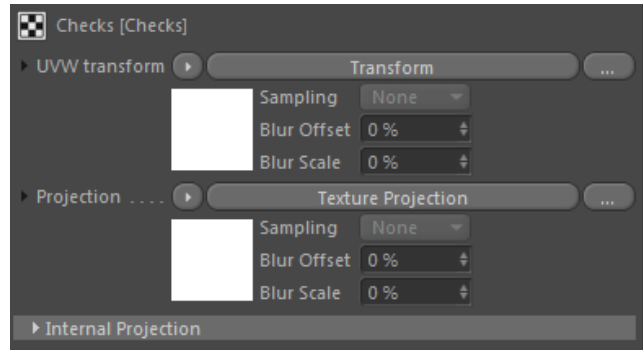 Checks [Checks]
UVW transform Transform ...
Sampling None
Blur Offset 0 %
Blur Scale 0 %
Projection . . . . Texture Projection ...
Sampling None
Blur Offset 0 %
Blur Scale 0 %
Internal Projection